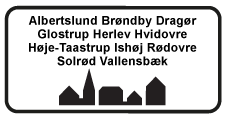 Albertslund Brøndby Dragør
Glostrup Herlev Hvidovre
Høje-Taastrup Ishøj Rødovre
Solrød Vallensbæk